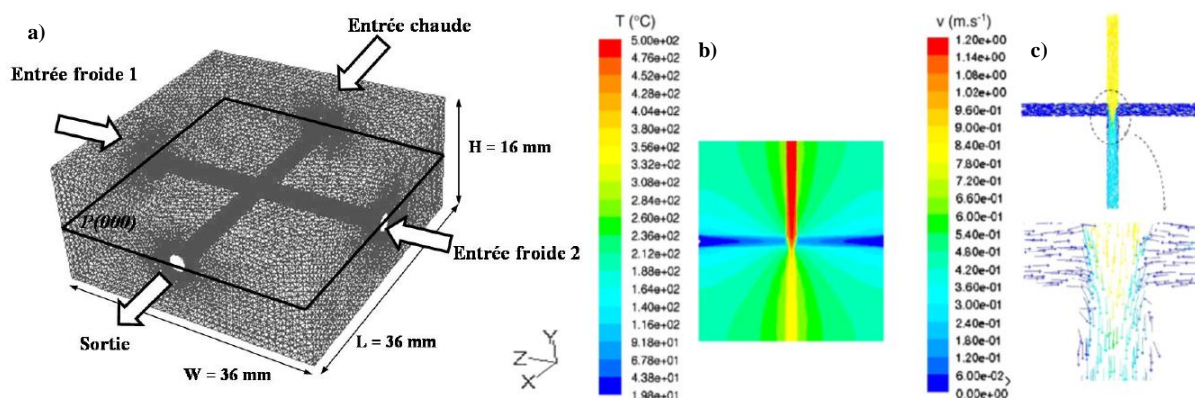 a)
Entrée chaude
Entrée froide 1
H = 16 mm
P(000)
Entrée froide 2
Sortie
L = 36 mm
W = 36 mm
Y
Z
X
T (°C)
b)
5.00e+02
4.76e+02
4.52e+02
4.28e+02
4.04e+02
3.80e+02
3.56e+02
3.32e+02
3.08e+02
2.84e+02
2.60e+02
2.36e+02
2.12e+02
1.88e+02
1.64e+02
1.40e+02
1.16e+02
9.18e+01
6.78e+01
4.38e+01
1.98e+01
v (m.s⁻¹)
c)
1.20e+00
1.14e+00
1.08e+00
1.02e+00
9.60e-01
9.00e-01
8.40e-01
7.80e-01
7.20e-01
6.60e-01
6.00e-01
5.40e-01
4.80e-01
4.20e-01
3.60e-01
3.00e-01
2.40e-01
1.80e-01
1.20e-01
6.00e-02
0.00e+00